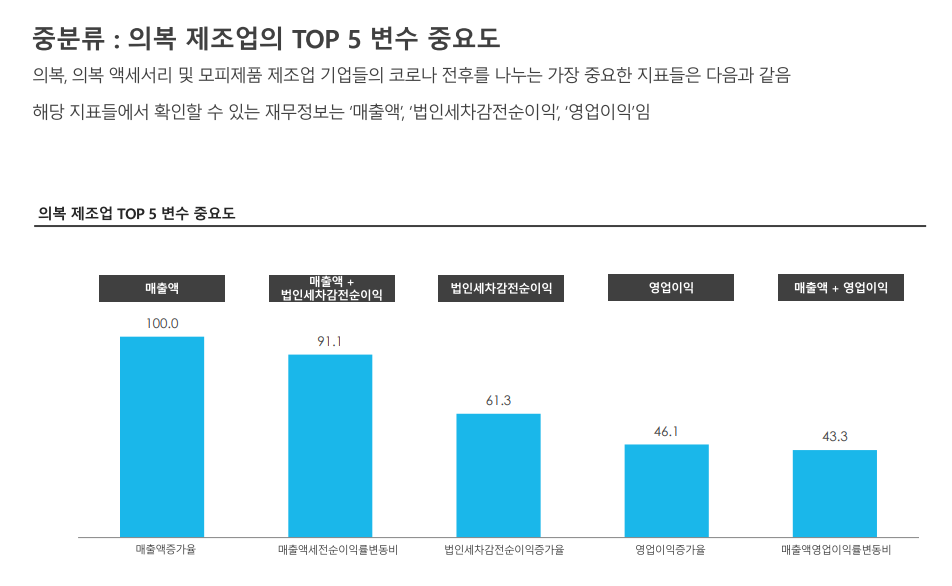 중분류 : 의복 제조업의 TOP 5 변수 중요도
의복, 의복 액세서리 및 모피제품 제조업 기업들의 코로나 전후를 나누는 가장 중요한 지표들은 다음과 같음
해당 지표들에서 확인할 수 있는 재무정보는 ‘매출액’, ‘법인세차감전순이익’, ‘영업이익’임
의복 제조업 TOP 5 변수 중요도
매출액
매출액 +
법인세차감전순이익
법인세차감전순이익
영업이익
매출액 + 영업이익
100.0
91.1
61.3
46.1
43.3
매출액증가율
매출액세전순이익률변동비
법인세차감전순이익증가율
영업이익증가율
매출액영업이익률변동비